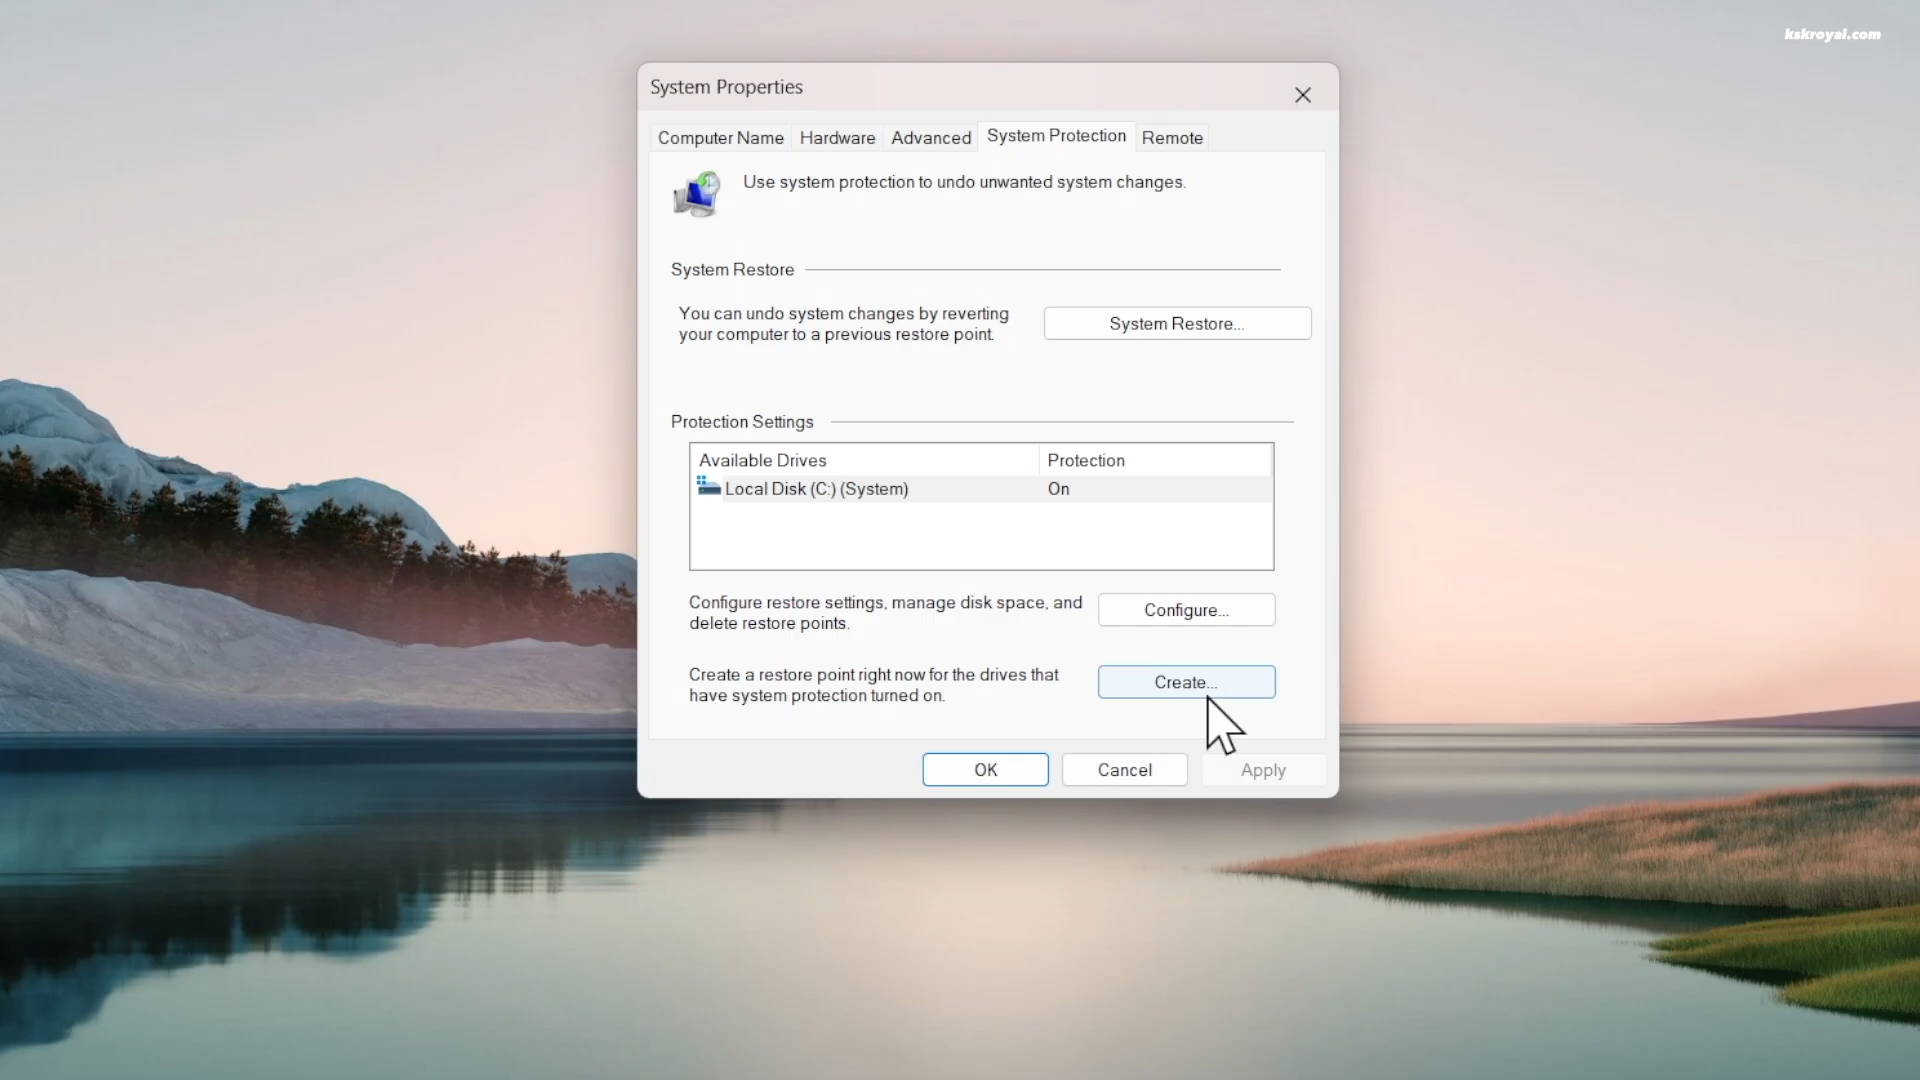 kskroyal.com
System Properties
Computer Name Hardware Advanced System Protection Remote
Use system protection to undo unwanted system changes.
System Restore
You can undo system changes by reverting
your computer to a previous restore point.
System Restore...
Protection Settings
Available Drives Protection
Local Disk (C:) (System) On
Configure restore settings, manage disk space, and
delete restore points.
Configure...
Create a restore point right now for the drives that
have system protection turned on.
Create...
OK Cancel Apply